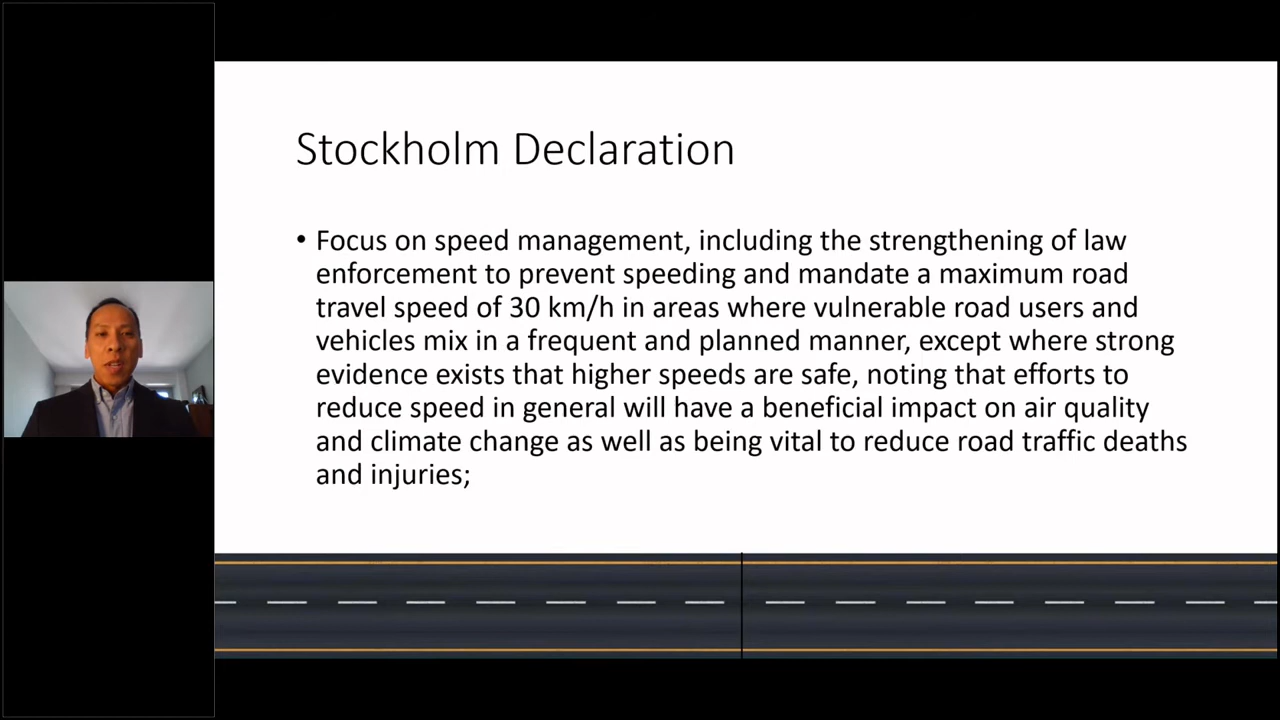 Stockholm Declaration
• Focus on speed management, including the strengthening of law
enforcement to prevent speeding and mandate a maximum road
travel speed of 30 km/h in areas where vulnerable road users and
vehicles mix in a frequent and planned manner, except where strong
evidence exists that higher speeds are safe, noting that efforts to
reduce speed in general will have a beneficial impact on air quality
and climate change as well as being vital to reduce road traffic deaths
and injuries;